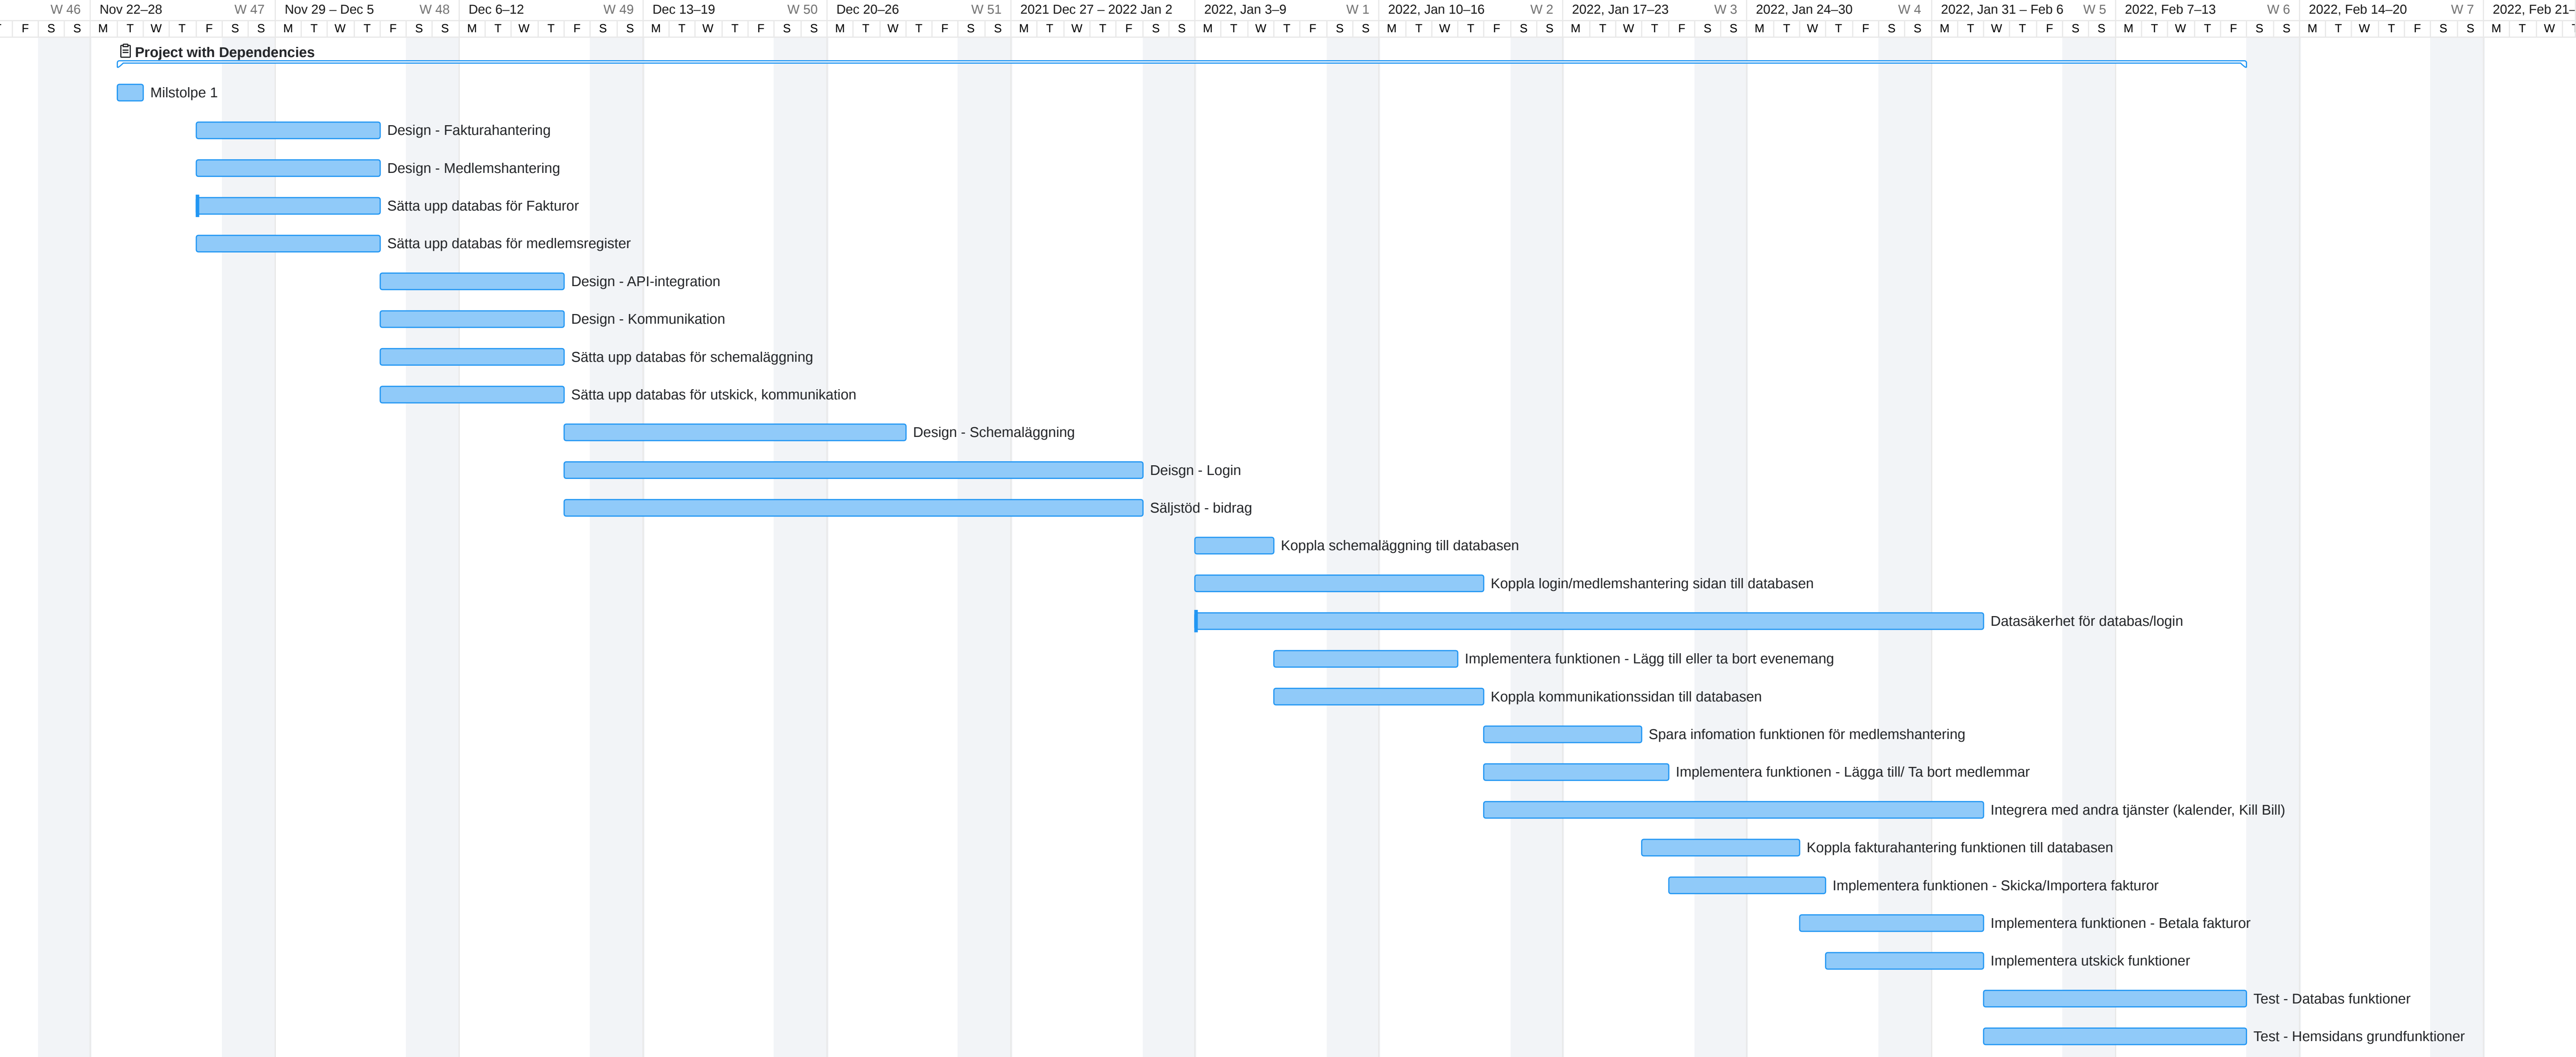 W 46 Nov 22–28 W 47 Nov 29 – Dec 5 W 48 Dec 6–12 W 49 Dec 13–19 W 50 Dec 20–26 W 51 2021 Dec 27 – 2022 Jan 2 2022, Jan 3–9 W 1 2022, Jan 10–16 W 2 2022, Jan 17–23 W 3 2022, Jan 24–30 W 4 2022, Jan 31 – Feb 6 W 5 2022, Feb 7–13 W 6 2022, Feb 14–20 W 7 2022, Feb 21–
F S S M T W T F S S M T W T F S S M T W T F S S M T W T F S S M T W T F S S M T W T F S S M T W T F S S M T W T F S S M T W T F S S M T W T F S S M T W T F S S M T W T F S S M T W T F S S M T W
Project with Dependencies
Milstolpe 1
Design - Fakturahantering
Design - Medlemshantering
Sätta upp databas för Fakturor
Sätta upp databas för medlemsregister
Design - API-integration
Design - Kommunikation
Sätta upp databas för schemaläggning
Sätta upp databas för utskick, kommunikation
Design - Schemaläggning
Deisgn - Login
Säljstöd - bidrag
Koppla schemaläggning till databasen
Koppla login/medlemshantering sidan till databasen
Datasäkerhet för databas/login
Implementera funktionen - Lägg till eller ta bort evenemang
Koppla kommunikationssidan till databasen
Spara infomation funktionen för medlemshantering
Implementera funktionen - Lägga till/ Ta bort medlemmar
Integrera med andra tjänster (kalender, Kill Bill)
Koppla fakturahantering funktionen till databasen
Implementera funktionen - Skicka/Importera fakturor
Implementera funktionen - Betala fakturor
Implementera utskick funktioner
Test - Databas funktioner
Test - Hemsidans grundfunktioner